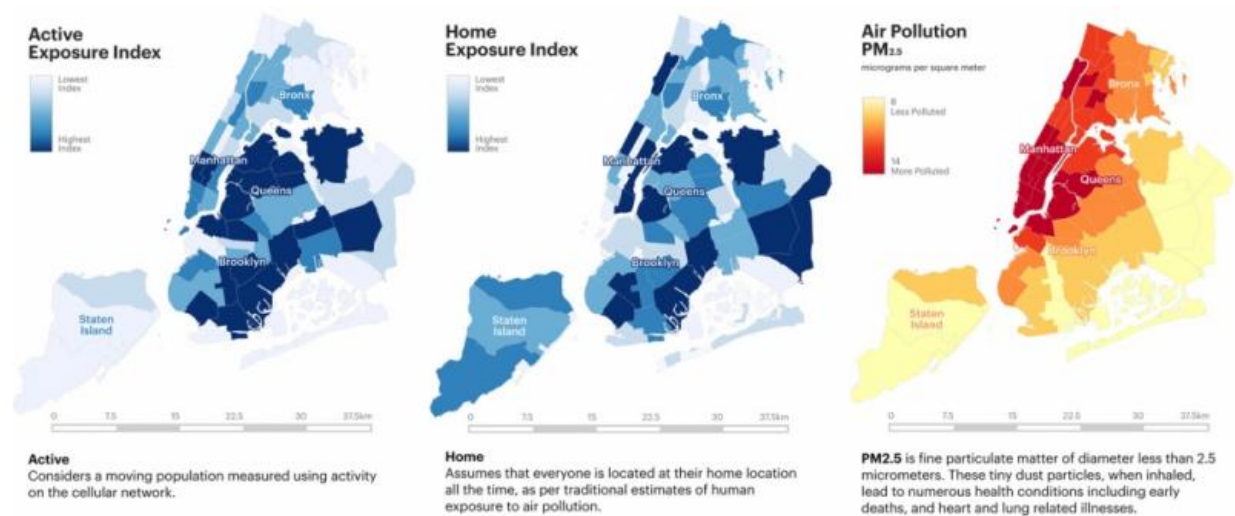 Active
Exposure Index
Lowest
Index
Highest
Index
Bronx
Manhattan
Queens
Brooklyn
Staten
Island
0 7.5 15 22.5 30 37.5km
Active
Considers a moving population measured using activity
on the cellular network.
Home
Exposure Index
Lowest
Index
Highest
Index
Bronx
Manhattan
Queens
Brooklyn
Staten
Island
0 7.5 15 22.5 30 37.5km
Home
Assumes that everyone is located at their home location
all the time, as per traditional estimates of human
exposure to air pollution.
Air Pollution
PM2.5
micrograms per square meter
8
Less Polluted
14
More Polluted
Bronx
Manhattan
Queens
Brooklyn
Staten
Island
0 7.5 15 22.5 30 37.5km
PM2.5 is fine particulate matter of diameter less than 2.5
micrometers. These tiny dust particles, when inhaled,
lead to numerous health conditions including early
deaths, and heart and lung related illnesses.